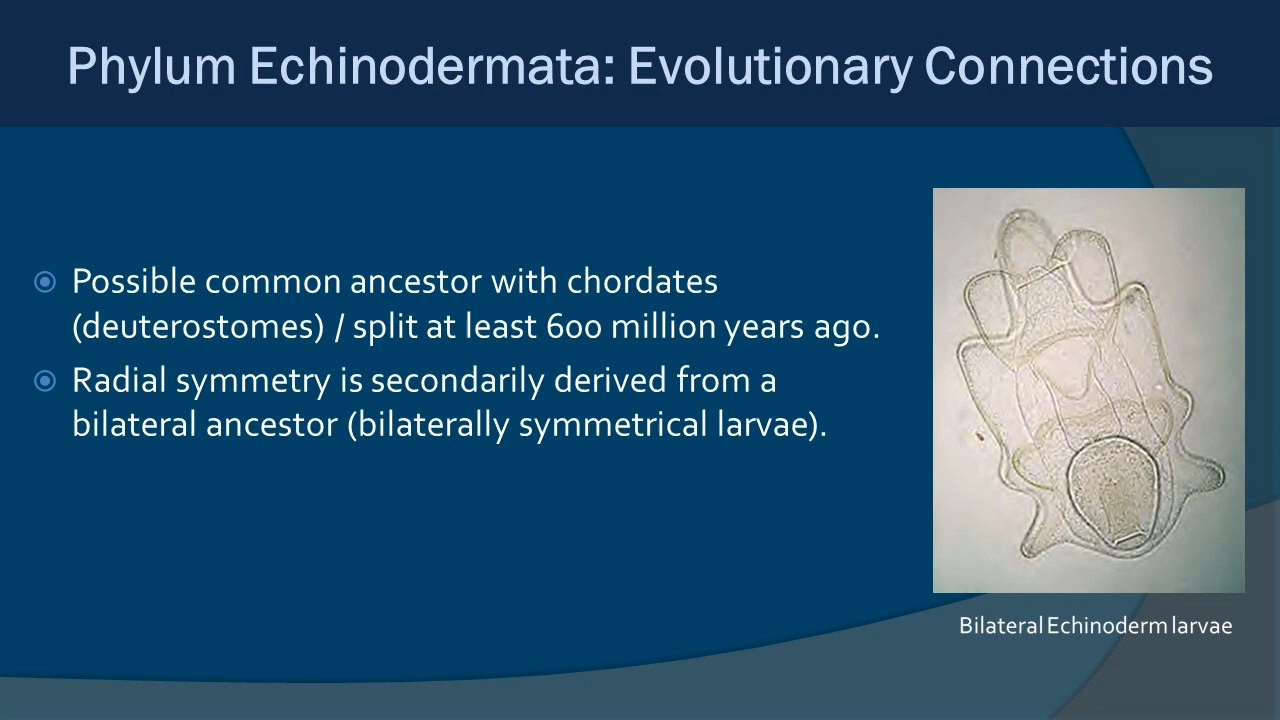 Phylum Echinodermata: Evolutionary Connections
Possible common ancestor with chordates
(deuterostomes) / split at least 600 million years ago.
Radial symmetry is secondarily derived from a
bilateral ancestor (bilaterally symmetrical larvae).
Bilateral Echinoderm larvae